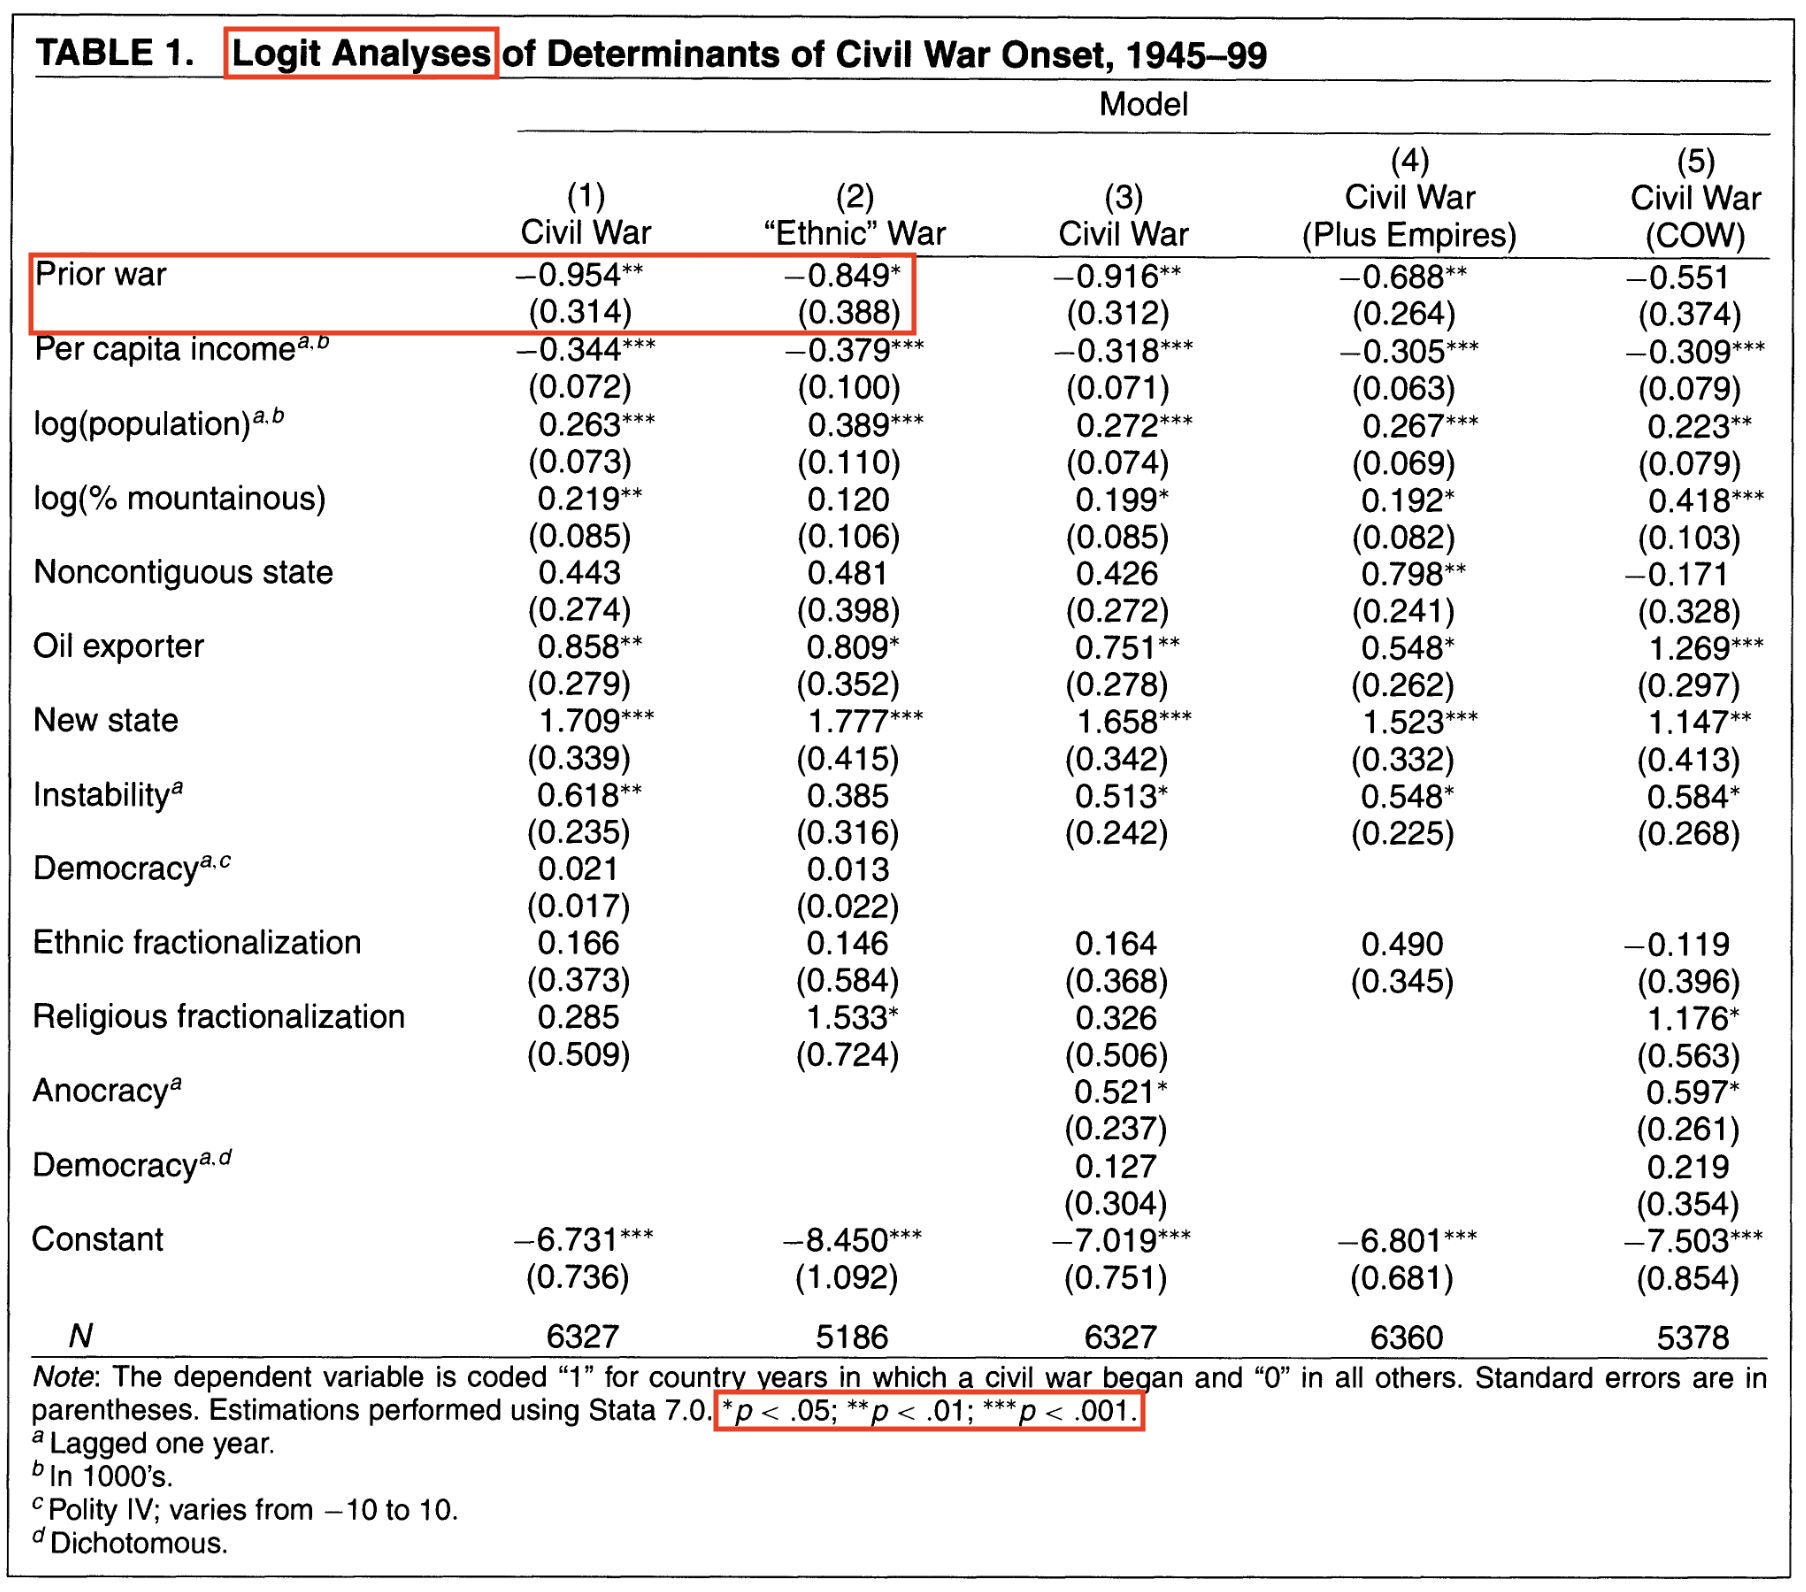 TABLE 1. Logit Analyses of Determinants of Civil War Onset, 1945–99
Model
(1) (2) (3) (4) (5)
Civil War “Ethnic” War Civil War Civil War (Plus Empires) Civil War (COW)
Prior war −0.954** −0.849* −0.916** −0.688** −0.551
(0.314) (0.388) (0.312) (0.264) (0.374)
Per capita income^a,b −0.344*** −0.379*** −0.318*** −0.305*** −0.309***
(0.072) (0.100) (0.071) (0.063) (0.079)
log(population)^a,b 0.263*** 0.389*** 0.272*** 0.267*** 0.223**
(0.073) (0.110) (0.074) (0.069) (0.079)
log(% mountainous) 0.219** 0.120 0.199* 0.192* 0.418***
(0.085) (0.106) (0.085) (0.082) (0.103)
Noncontiguous state 0.443 0.481 0.426 0.798** −0.171
(0.274) (0.398) (0.272) (0.241) (0.328)
Oil exporter 0.858** 0.809* 0.751** 0.548* 1.269***
(0.279) (0.352) (0.278) (0.262) (0.297)
New state 1.709*** 1.777*** 1.658*** 1.523*** 1.147**
(0.339) (0.415) (0.342) (0.332) (0.413)
Instability^a 0.618** 0.385 0.513* 0.548* 0.584*
(0.235) (0.316) (0.242) (0.225) (0.268)
Democracy^a,c 0.021 0.013
(0.017) (0.022)
Ethnic fractionalization 0.166 0.146 0.164 0.490 −0.119
(0.373) (0.584) (0.368) (0.345) (0.396)
Religious fractionalization 0.285 1.533* 0.326 1.176*
(0.509) (0.724) (0.506) (0.563)
Anocracy^a 0.521* 0.597*
(0.237) (0.261)
Democracy^a,d 0.127 0.219
(0.304) (0.354)
Constant −6.731*** −8.450*** −7.019*** −6.801*** −7.503***
(0.736) (1.092) (0.751) (0.681) (0.854)
N 6327 5186 6327 6360 5378
Note: The dependent variable is coded “1” for country years in which a civil war began and “0” in all others. Standard errors are in
parentheses. Estimations performed using Stata 7.0. *p < .05; **p < .01; ***p < .001.
a Lagged one year.
b In 1000’s.
c Polity IV; varies from −10 to 10.
d Dichotomous.